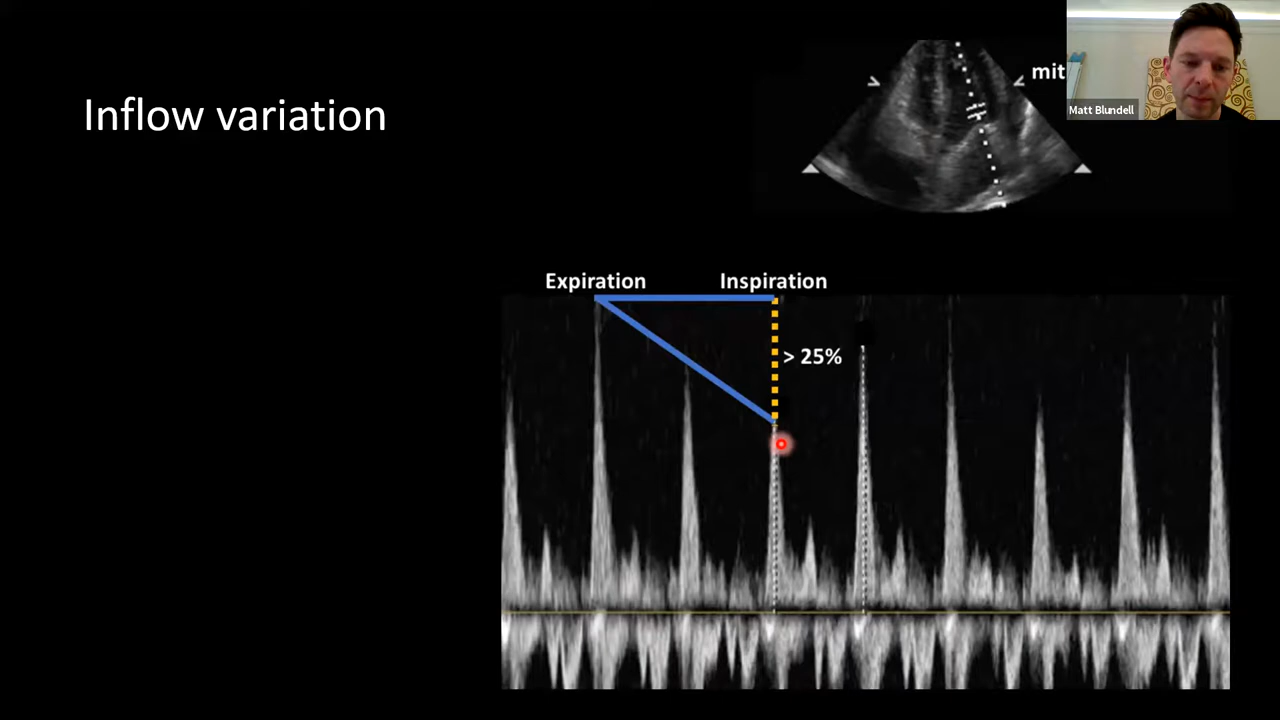 mit
Matt Blundell
Inflow variation
Expiration
Inspiration
> 25%